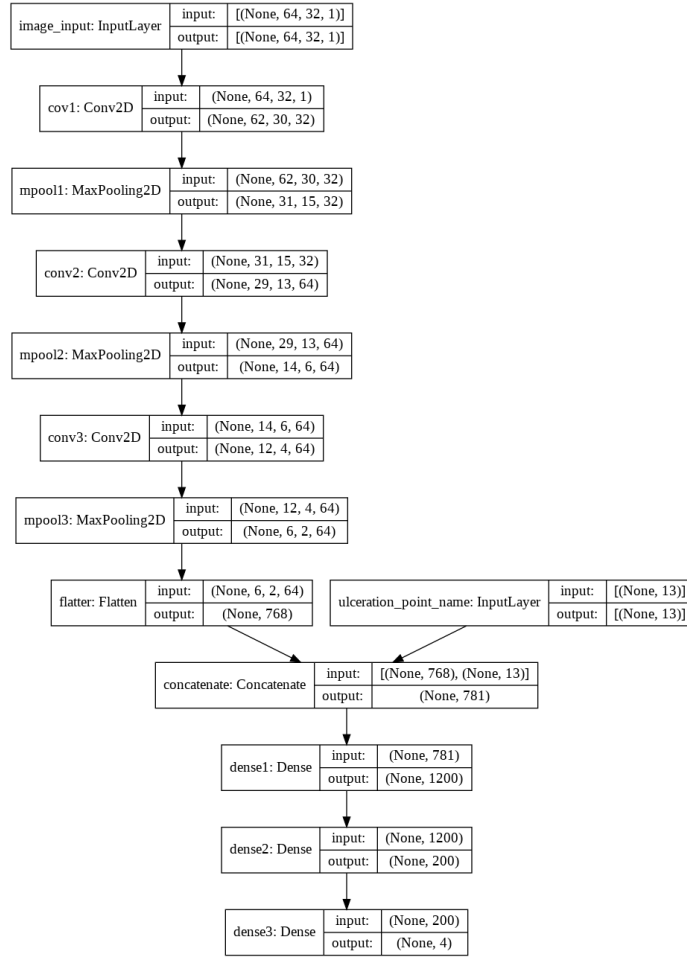 image_input: InputLayer
input:
[(None, 64, 32, 1)]
output:
[(None, 64, 32, 1)]
cov1: Conv2D
input:
(None, 64, 32, 1)
output:
(None, 62, 30, 32)
mpool1: MaxPooling2D
input:
(None, 62, 30, 32)
output:
(None, 31, 15, 32)
conv2: Conv2D
input:
(None, 31, 15, 32)
output:
(None, 29, 13, 64)
mpool2: MaxPooling2D
input:
(None, 29, 13, 64)
output:
(None, 14, 6, 64)
conv3: Conv2D
input:
(None, 14, 6, 64)
output:
(None, 12, 4, 64)
mpool3: MaxPooling2D
input:
(None, 12, 4, 64)
output:
(None, 6, 2, 64)
flatter: Flatten
input:
(None, 6, 2, 64)
output:
(None, 768)
ulceration_point_name: InputLayer
input:
[(None, 13)]
output:
[(None, 13)]
concatenate: Concatenate
input:
[(None, 768), (None, 13)]
output:
(None, 781)
dense1: Dense
input:
(None, 781)
output:
(None, 1200)
dense2: Dense
input:
(None, 1200)
output:
(None, 200)
dense3: Dense
input:
(None, 200)
output:
(None, 4)